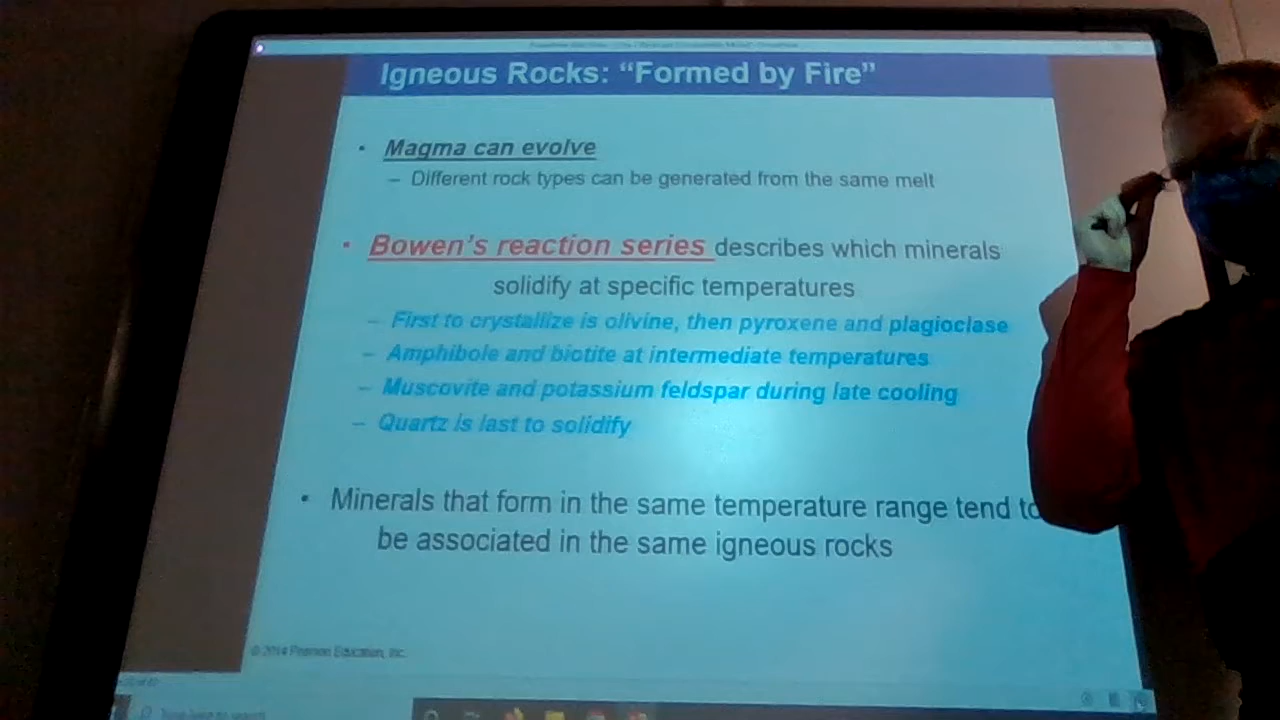 Igneous Rocks: “Formed by Fire”
• Magma can evolve
– Different rock types can be generated from the same melt
• Bowen’s reaction series describes which minerals
solidify at specific temperatures
– First to crystallize is olivine, then pyroxene and plagioclase
– Amphibole and biotite at intermediate temperatures
– Muscovite and potassium feldspar during late cooling
– Quartz is last to solidify
• Minerals that form in the same temperature range tend to
be associated in the same igneous rocks
© 2014 Pearson Education, Inc.